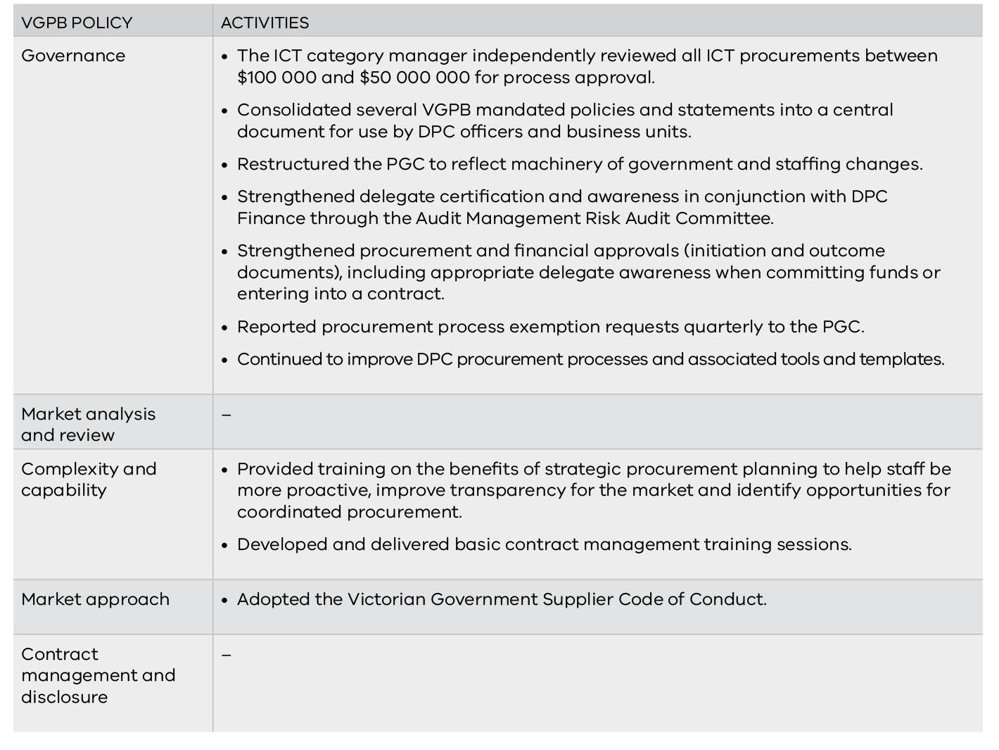 VGPB POLICY
ACTIVITIES
Governance
• The ICT category manager independently reviewed all ICT procurements between
$100 000 and $50 000 000 for process approval.
• Consolidated several VGPB mandated policies and statements into a central
document for use by DPC officers and business units.
• Restructured the PGC to reflect machinery of government and staffing changes.
• Strengthened delegate certification and awareness in conjunction with DPC
Finance through the Audit Management Risk Audit Committee.
• Strengthened procurement and financial approvals (initiation and outcome
documents), including appropriate delegate awareness when committing funds or
entering into a contract.
• Reported procurement process exemption requests quarterly to the PGC.
• Continued to improve DPC procurement processes and associated tools and templates.
Market analysis
and review
–
Complexity and
capability
• Provided training on the benefits of strategic procurement planning to help staff be
more proactive, improve transparency for the market and identify opportunities for
coordinated procurement.
• Developed and delivered basic contract management training sessions.
Market approach
• Adopted the Victorian Government Supplier Code of Conduct.
Contract
management and
disclosure
–